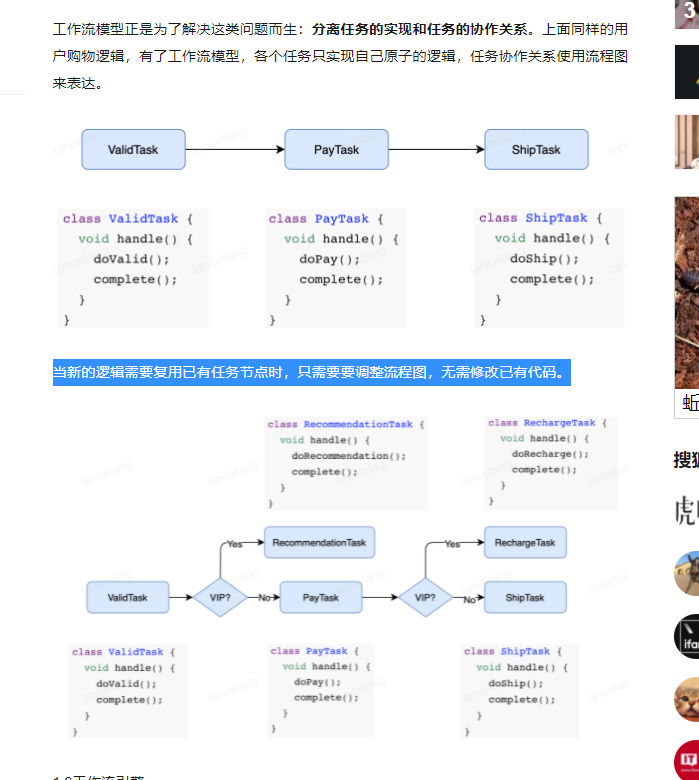 工作流模型正是为了解决这类问题而生：分离任务的实现和任务的协作关系。上面同样的用
户购物逻辑，有了工作流模型，各个任务只实现自己原子的逻辑，任务协作关系使用流程图
来表达。
ValidTask
PayTask
ShipTask
class ValidTask {
void handle() {
doValid();
complete();
}
}
class PayTask {
void handle() {
doPay();
complete();
}
}
class ShipTask {
void handle() {
doShip();
complete();
}
}
当新的逻辑需要复用已有任务节点时，只需要要调整流程图，无需修改已有代码。
class RecommendationTask {
void handle() {
doRecommendation();
complete();
}
}
class RechargeTask {
void handle() {
doRecharge();
complete();
}
}
Yes
RecommendationTask
Yes
RechargeTask
ValidTask
VIP?
No
PayTask
VIP?
No
ShipTask
class ValidTask {
void handle() {
doValid();
complete();
}
}
class PayTask {
void handle() {
doPay();
complete();
}
}
class ShipTask {
void handle() {
doShip();
complete();
}
}
3
蚯
搜狐
虎
ifan